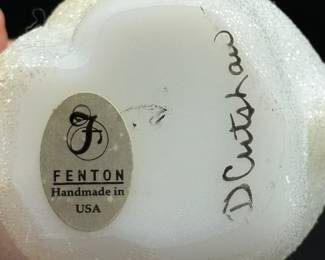 F
FENTON
Handmade in
USA
D Cutshaw